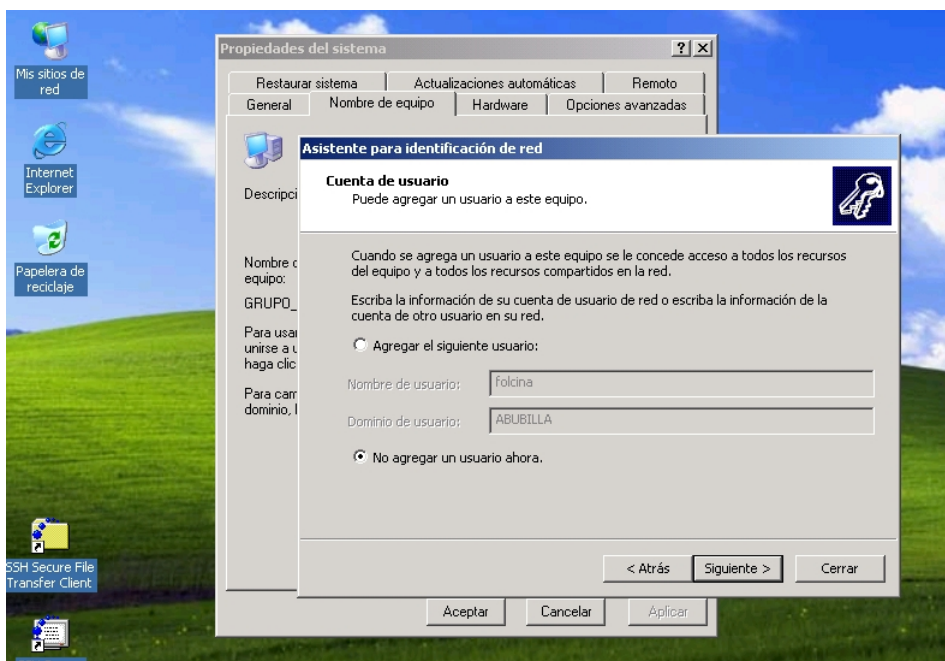 Mis sitios de
red
Internet
Explorer
Papelera de
reciclaje
SSH Secure File
Transfer Client
Propiedades del sistema
Restaurar sistema
Actualizaciones automáticas
Remoto
General
Nombre de equipo
Hardware
Opciones avanzadas
Descripci
Nombre d
equipo:
GRUPO_
Para usar
unirse a u
haga clic
Para cam
dominio, l
Asistente para identificación de red
Cuenta de usuario
Puede agregar un usuario a este equipo.
Cuando se agrega un usuario a este equipo se le concede acceso a todos los recursos
del equipo y a todos los recursos compartidos en la red.
Escriba la información de su cuenta de usuario de red o escriba la información de la
cuenta de otro usuario en su red.
Agregar el siguiente usuario:
Nombre de usuario:
folcina
Dominio de usuario:
ABUBILLA
No agregar un usuario ahora.
< Atrás
Siguiente >
Cerrar
Aceptar
Cancelar
Aplicar